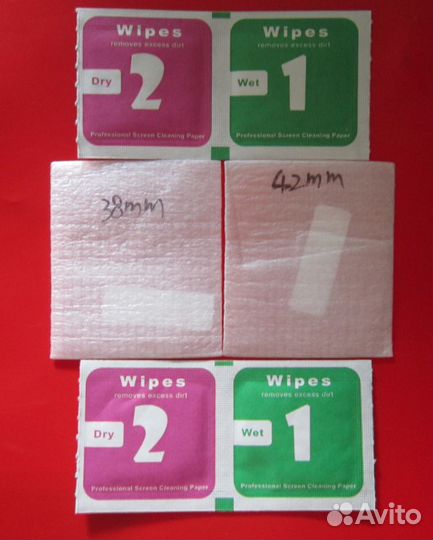 Wipes
removes excess dirt
Dry
2
Professional Screen Cleaning Paper
Wipes
removes excess dirt
Wet
1
Professional Screen Cleaning Paper
38mm
42mm
Wipes
removes excess dirt
Dry
2
Professional Screen Cleaning Paper
Wipes
removes excess dirt
Wet
1
Professional Screen Cleaning Paper
Avito